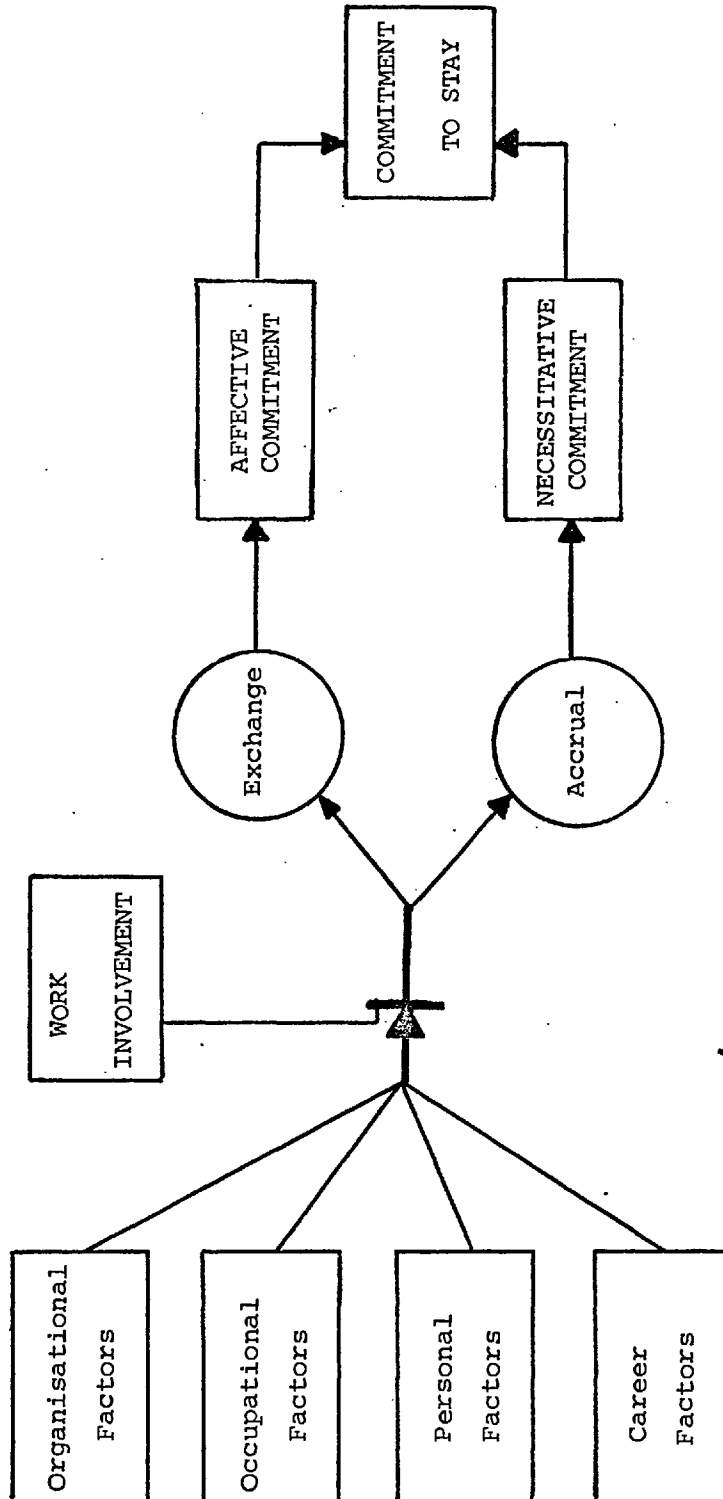 Organisational
Factors
Occupational
Factors
Personal
Factors
Career
Factors
WORK
INVOLVEMENT
Exchange
Accrual
AFFECTIVE
COMMITMENT
NECESSITATIVE
COMMITMENT
COMMITMENT
TO STAY